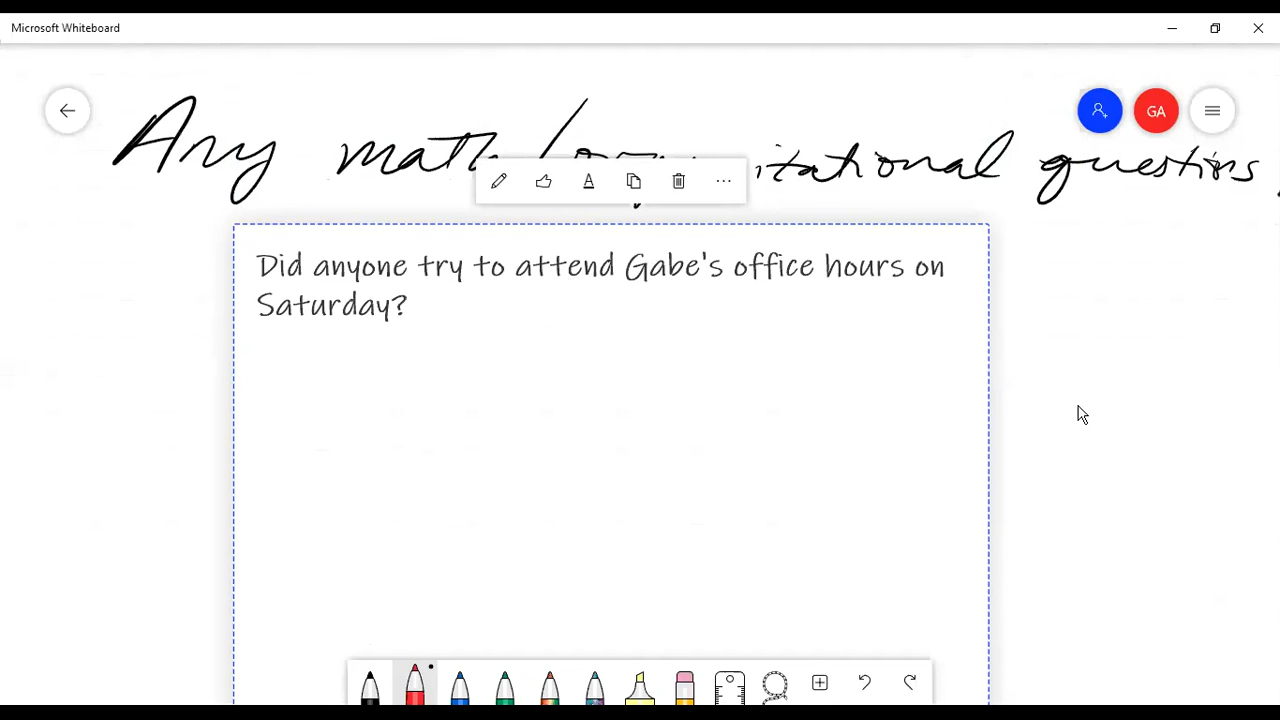 Microsoft Whiteboard
Any math / itational questions
GA
Did anyone try to attend Gabe's office hours on
Saturday?